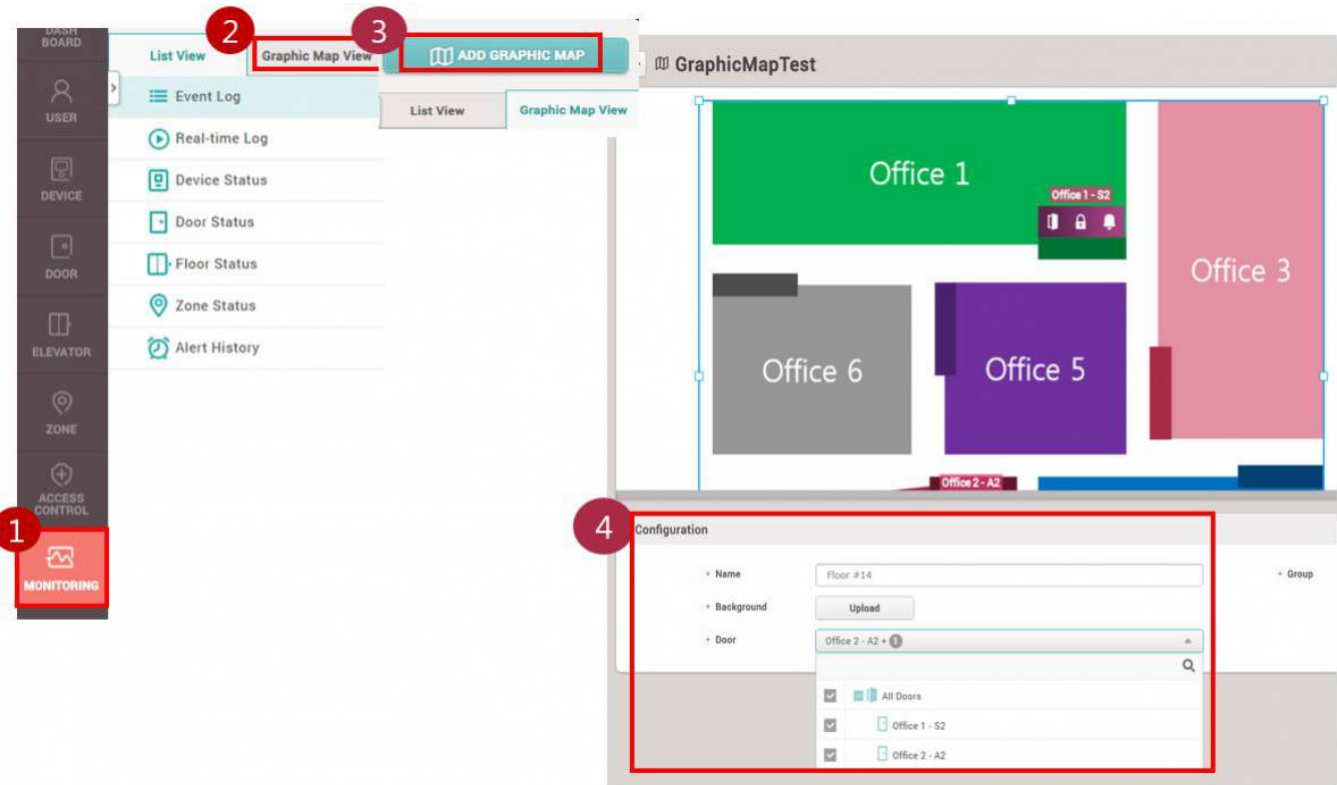 DASH
BOARD
USER
DEVICE
DOOR
ELEVATOR
ZONE
ACCESS
CONTROL
1
MONITORING
2
List View
Graphic Map View
Event Log
Real-time Log
Device Status
Door Status
Floor Status
Zone Status
Alert History
3
ADD GRAPHIC MAP
List View
Graphic Map View
GraphicMapTest
Office 1
Office 1 - S2
Office 3
Office 6
Office 5
Office 2 - A2
4
Configuration
• Name
Floor #14
• Group
• Background
Upload
• Door
Office 2 - A2 + 1
All Doors
Office 1 - S2
Office 2 - A2